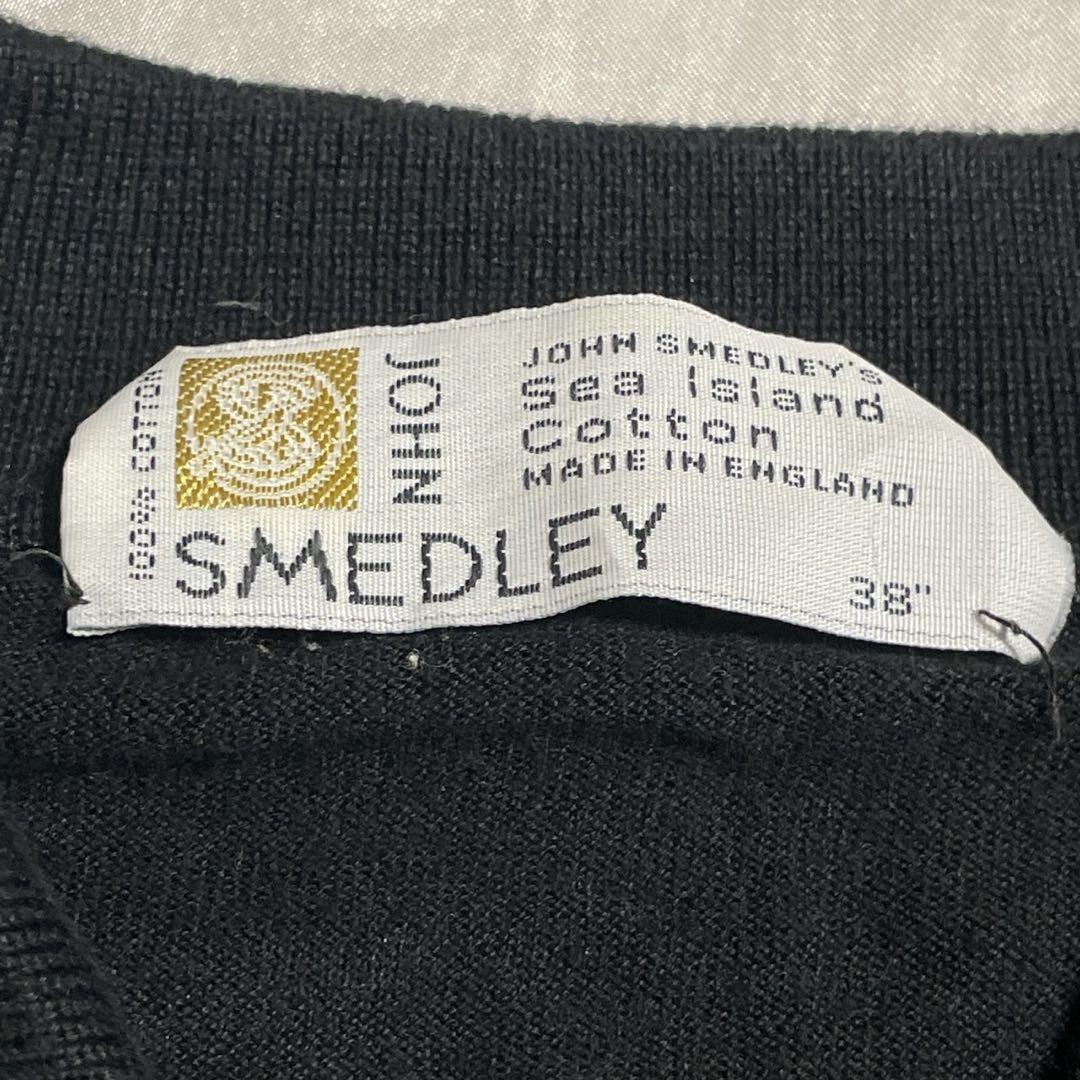 100% COTTON
JOHN
SMEDLEY
JOHN SMEDLEY'S
Sea Island
Cotton
MADE IN ENGLAND
38"